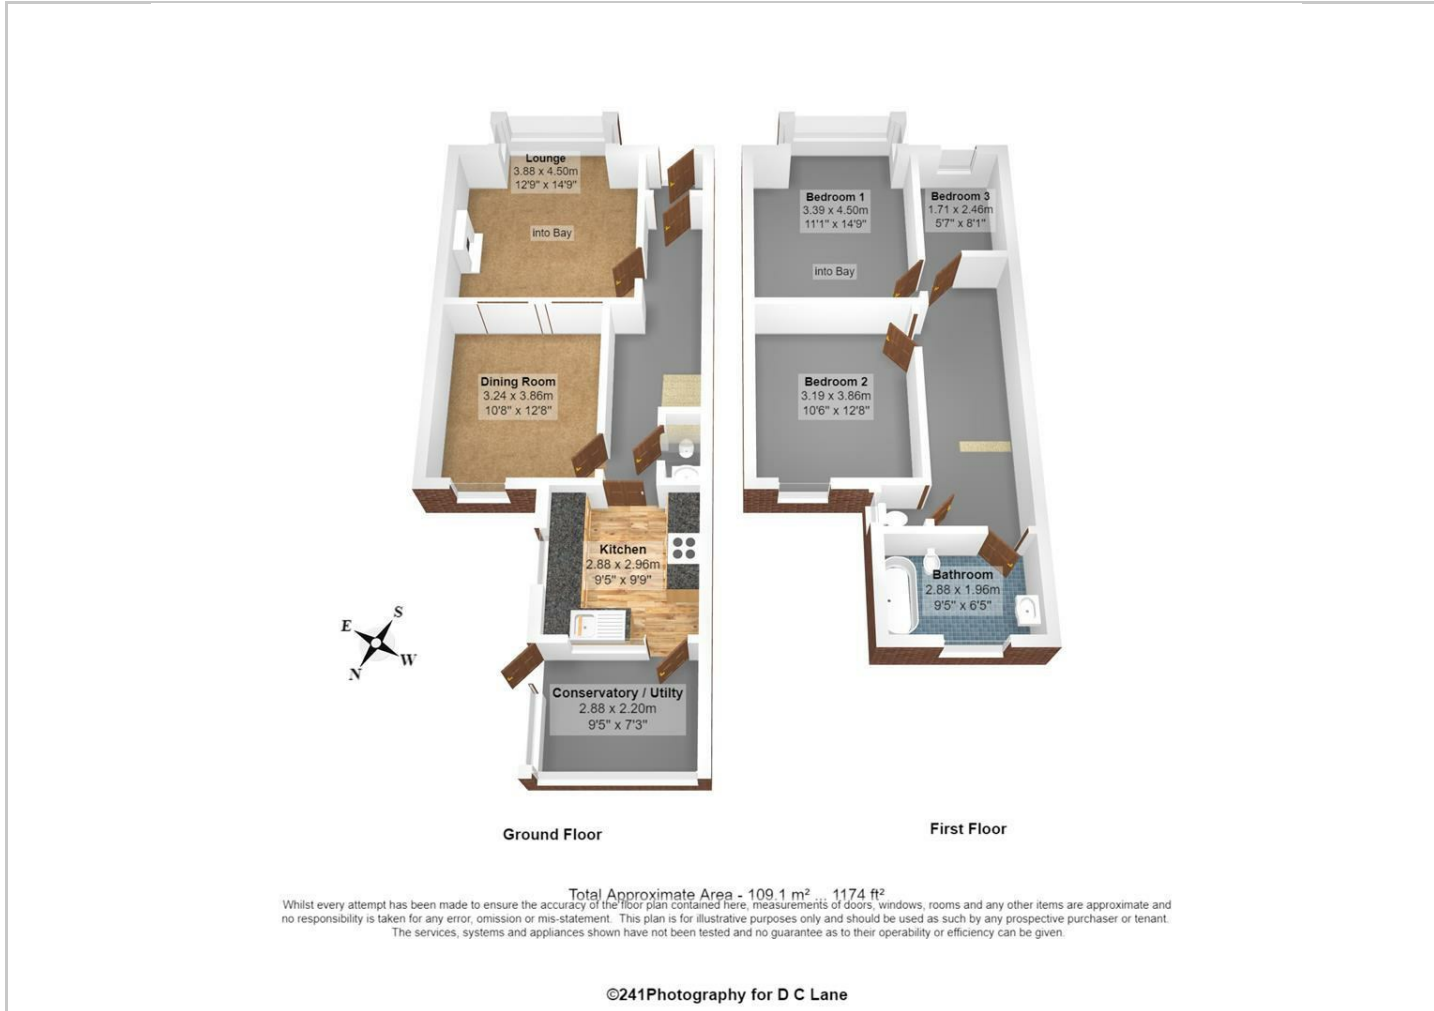 Lounge
3.88 x 4.50m
12'9" x 14'9"
into Bay
Dining Room
3.24 x 3.86m
10'8" x 12'8"
Kitchen
2.88 x 2.96m
9'5" x 9'9"
Conservatory / Utilty
2.88 x 2.20m
9'5" x 7'3"
Bedroom 1
3.39 x 4.50m
11'1" x 14'9"
into Bay
Bedroom 3
1.71 x 2.46m
5'7" x 8'1"
Bedroom 2
3.19 x 3.86m
10'6" x 12'8"
Bathroom
2.88 x 1.96m
9'5" x 6'5"
S
E
W
N
Ground Floor
First Floor
Total Approximate Area - 109.1 m² ... 1174 ft²
Whilst every attempt has been made to ensure the accuracy of the floor plan contained here, measurements of doors, windows, rooms and any other items are approximate and
no responsibility is taken for any error, omission or mis-statement. This plan is for illustrative purposes only and should be used as such by any prospective purchaser or tenant.
The services, systems and appliances shown have not been tested and no guarantee as to their operability or efficiency can be given.
©241Photography for D C Lane